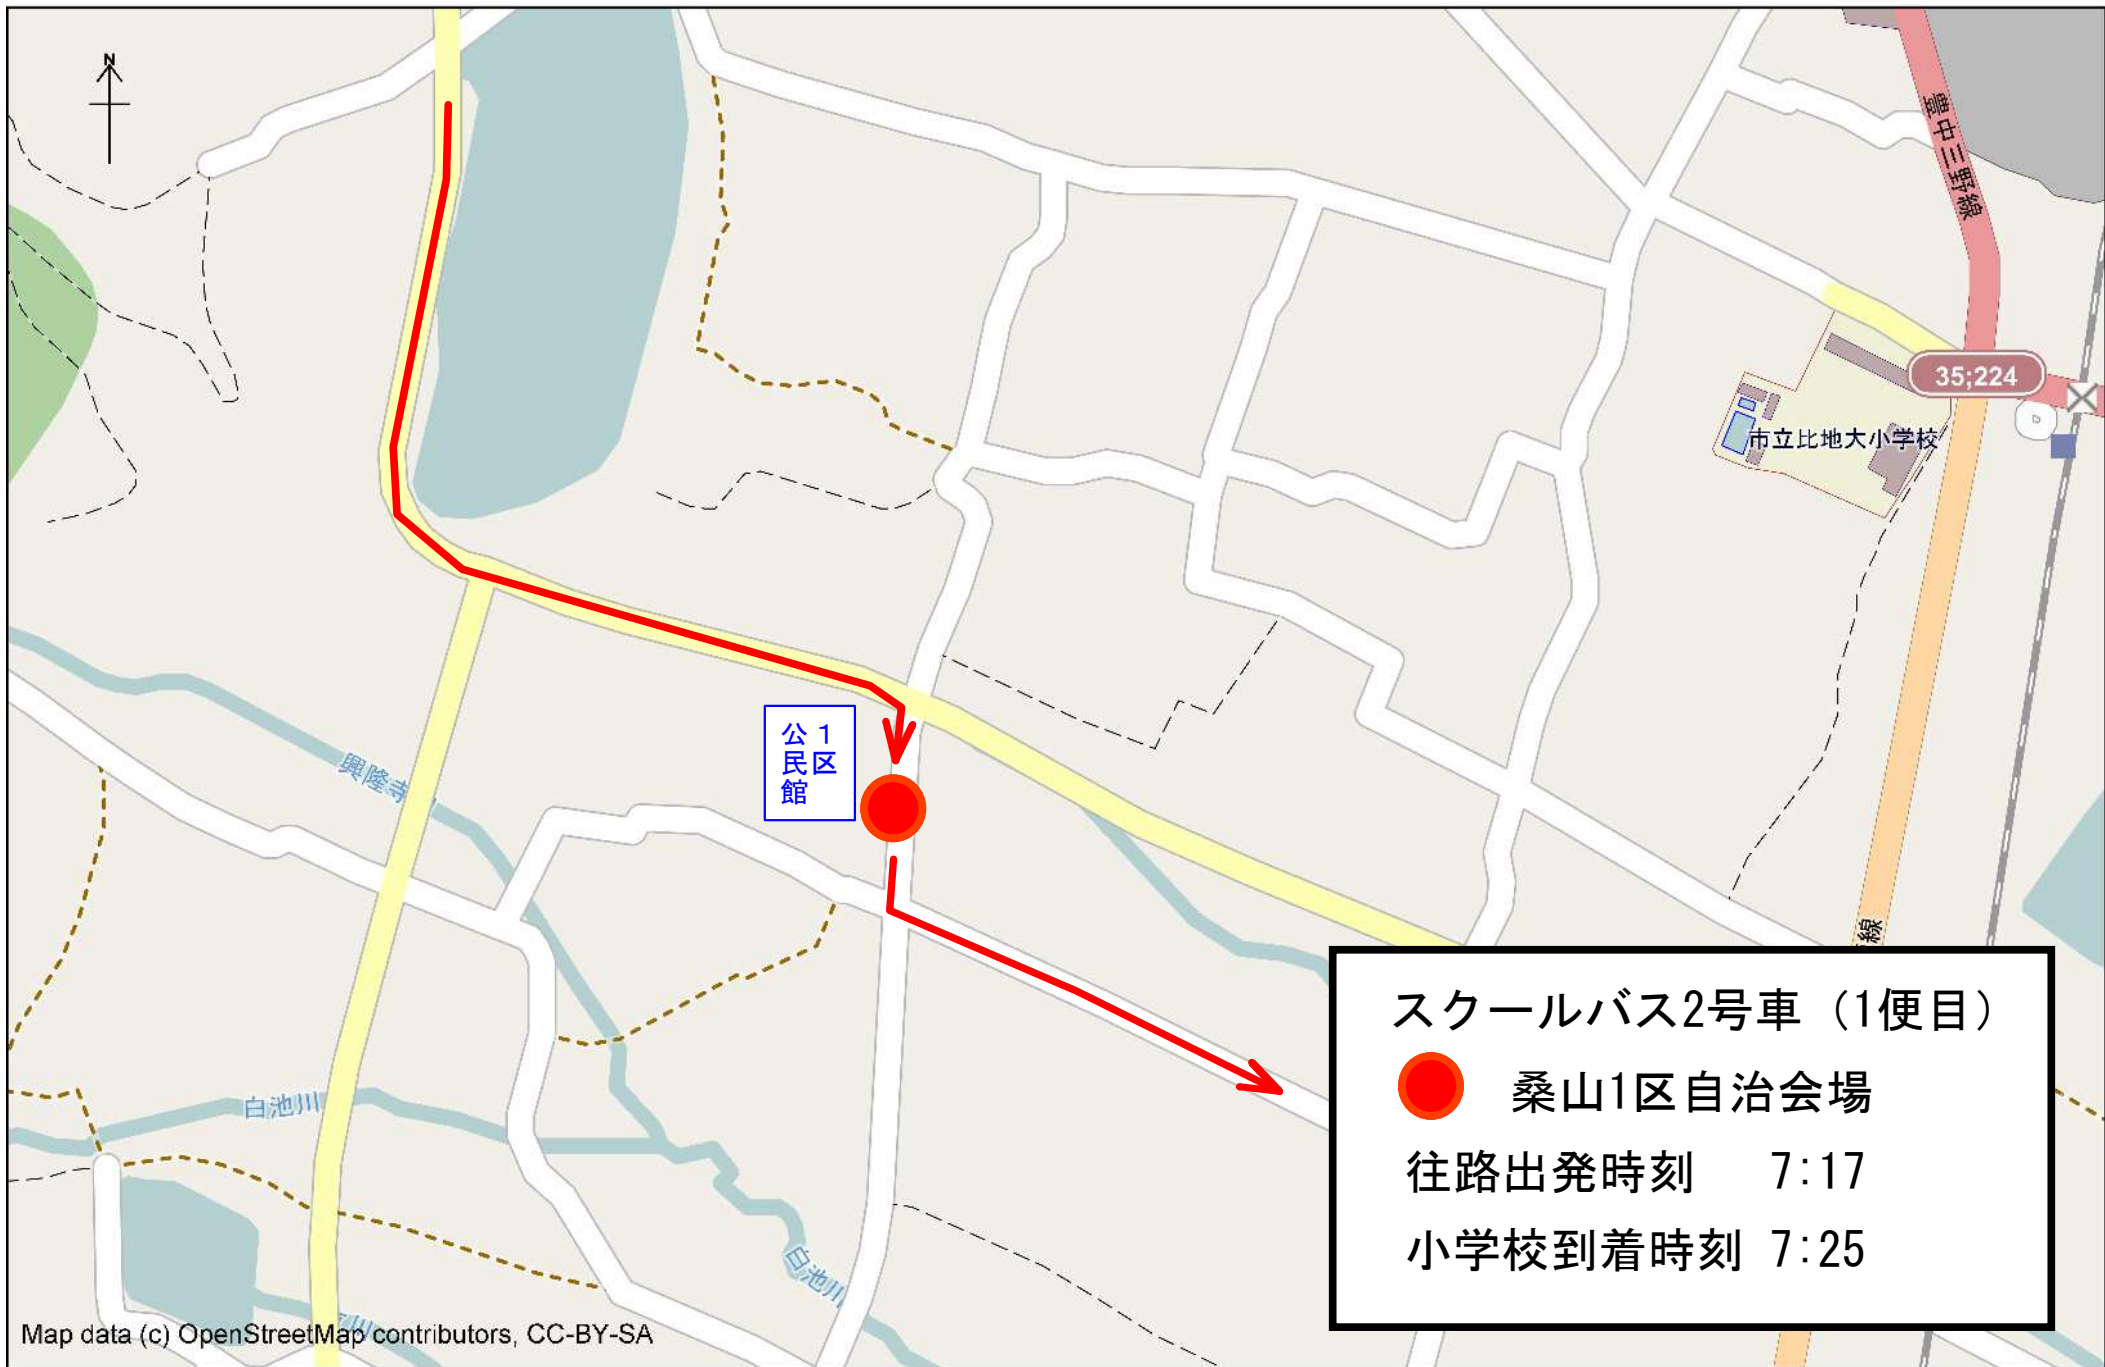 N
豊中三野線
35;224
市立比地大小学校
1区
公民館
興隆寺
線
スクールバス2号車（1便目）
桑山1区自治会場
往路出発時刻 7:17
小学校到着時刻 7:25
白池川
白池川
Map data (c) OpenStreetMap contributors, CC-BY-SA